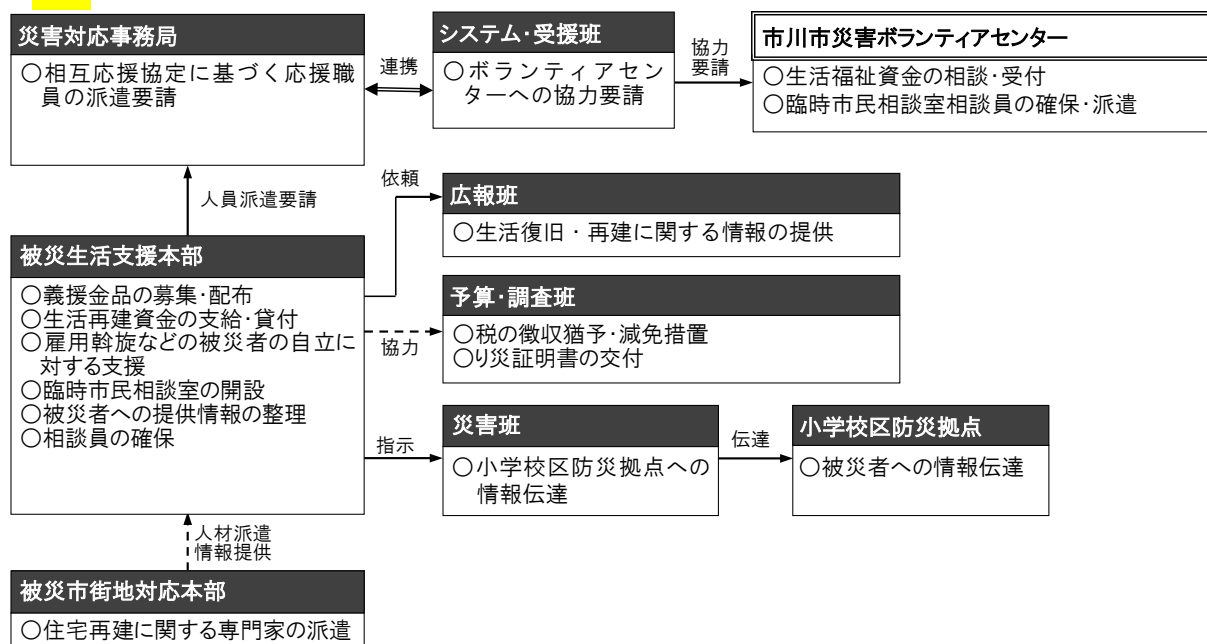 災害対応事務局
○相互応援協定に基づく応援職
員の派遣要請
連携
システム・受援班
○ボランティアセン
ターへの協力要請
協力
要請
市川市災害ボランティアセンター
○生活福祉資金の相談・受付
○臨時市民相談室相談員の確保・派遣
人員派遣要請
依頼
広報班
○生活復旧・再建に関する情報の提供
被災生活支援本部
○義援金品の募集・配布
○生活再建資金の支給・貸付
○雇用斡旋などの被災者の自立に
対する支援
○臨時市民相談室の開設
○被災者への提供情報の整理
○相談員の確保
協力
予算・調査班
○税の徴収猶予・減免措置
○り災証明書の交付
指示
災害班
○小学校区防災拠点への
情報伝達
伝達
小学校区防災拠点
○被災者への情報伝達
人材派遣
情報提供
被災市街地対応本部
○住宅再建に関する専門家の派遣